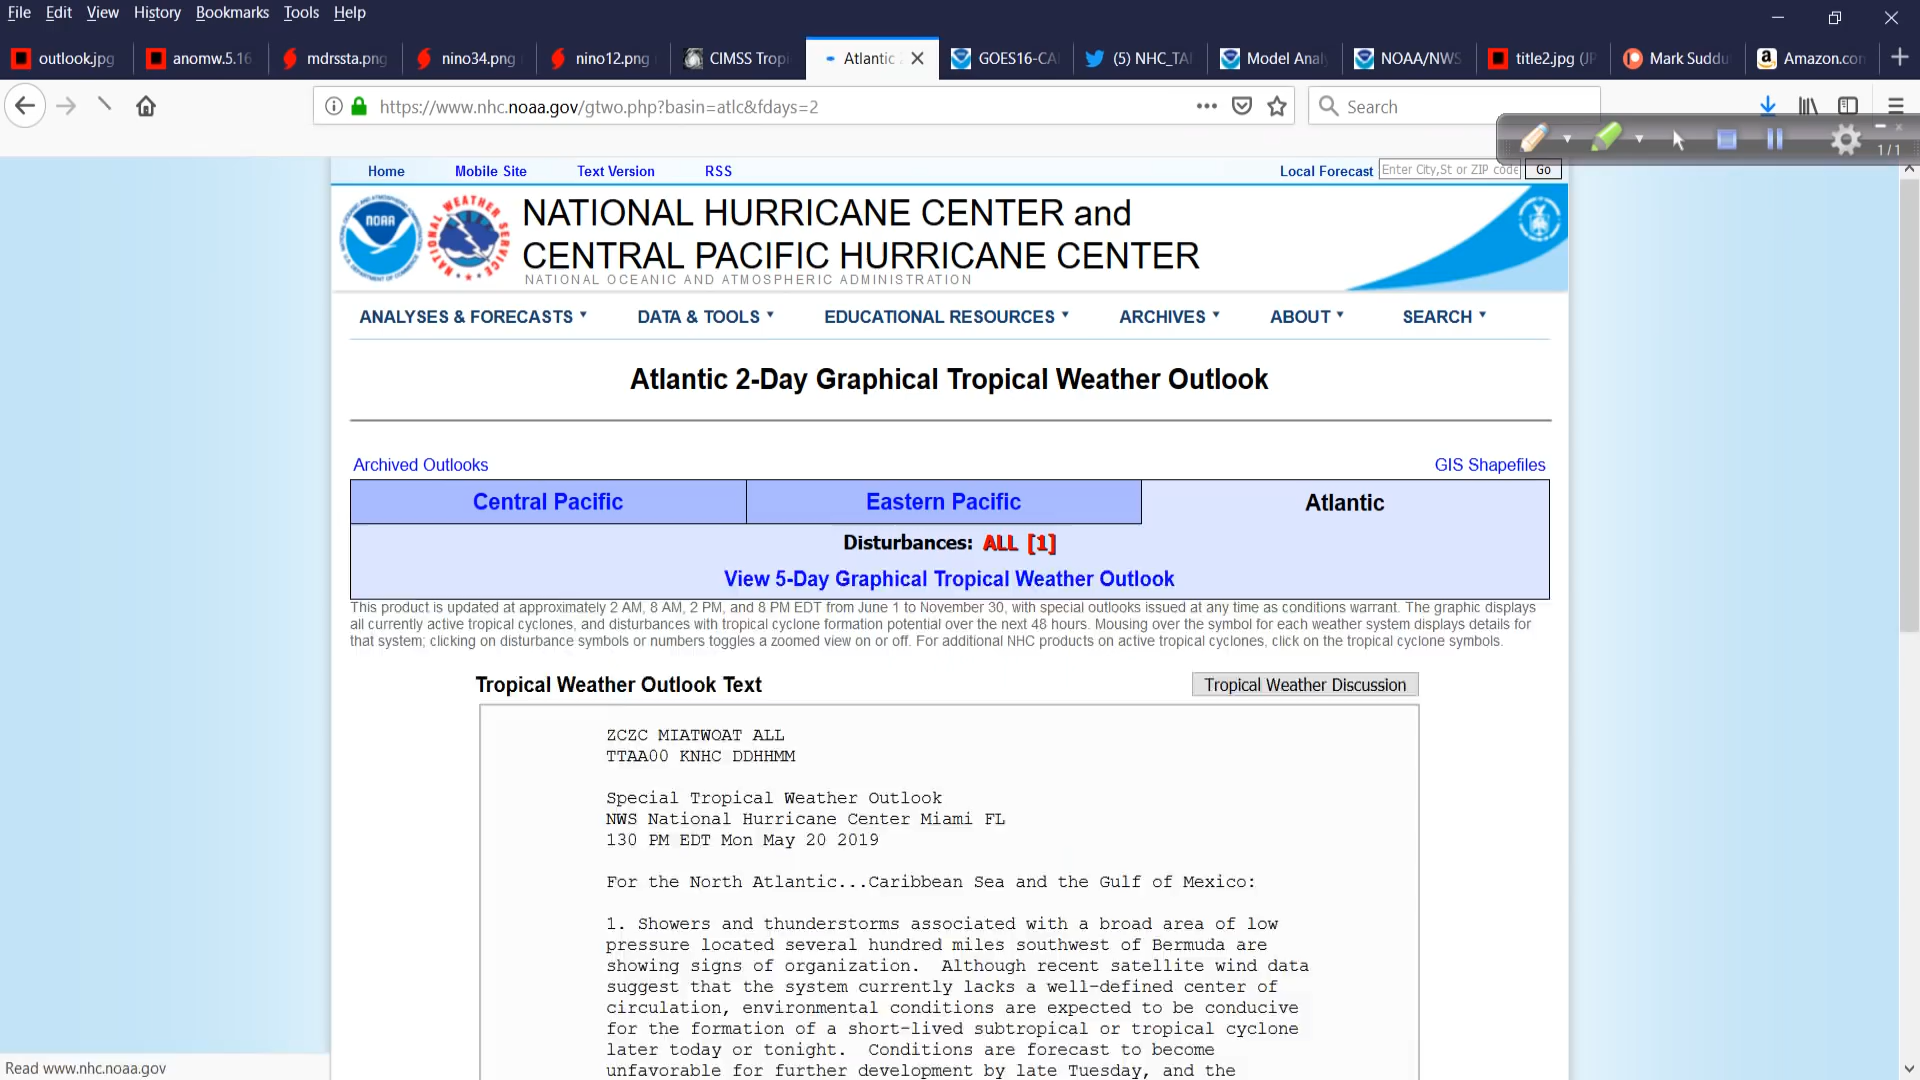 File Edit View History Bookmarks Tools Help
outlook.jpg anomw.5.16 mdrssta.png nino34.png nino12.png CIMSS Tropi Atlantic 2 GOES16-CA (5) NHC_TA Model Anal NOAA/NWS title2.jpg (JP Mark Suddu Amazon.com
https://www.nhc.noaa.gov/gtwo.php?basin=atlc&fdays=2 Search
1/1
Home Mobile Site Text Version RSS Local Forecast Enter City,St or ZIP code Go
NOAA NATIONAL WEATHER SERVICE
NATIONAL HURRICANE CENTER and
CENTRAL PACIFIC HURRICANE CENTER
NATIONAL OCEANIC AND ATMOSPHERIC ADMINISTRATION
ANALYSES & FORECASTS DATA & TOOLS EDUCATIONAL RESOURCES ARCHIVES ABOUT SEARCH
Atlantic 2-Day Graphical Tropical Weather Outlook
Archived Outlooks GIS Shapefiles
Central Pacific Eastern Pacific Atlantic
Disturbances: ALL [1]
View 5-Day Graphical Tropical Weather Outlook
This product is updated at approximately 2 AM, 8 AM, 2 PM, and 8 PM EDT from June 1 to November 30, with special outlooks issued at any time as conditions warrant. The graphic displays
all currently active tropical cyclones, and disturbances with tropical cyclone formation potential over the next 48 hours. Mousing over the symbol for each weather system displays details for
that system; clicking on disturbance symbols or numbers toggles a zoomed view on or off. For additional NHC products on active tropical cyclones, click on the tropical cyclone symbols.
Tropical Weather Outlook Text Tropical Weather Discussion
ZCZC MIATWOAT ALL
TTAA00 KNHC DDHHMM
Special Tropical Weather Outlook
NWS National Hurricane Center Miami FL
130 PM EDT Mon May 20 2019
For the North Atlantic...Caribbean Sea and the Gulf of Mexico:
1. Showers and thunderstorms associated with a broad area of low
pressure located several hundred miles southwest of Bermuda are
showing signs of organization. Although recent satellite wind data
suggest that the system currently lacks a well-defined center of
circulation, environmental conditions are expected to be conducive
for the formation of a short-lived subtropical or tropical cyclone
later today or tonight. Conditions are forecast to become
unfavorable for further development by late Tuesday, and the
Read www.nhc.noaa.gov